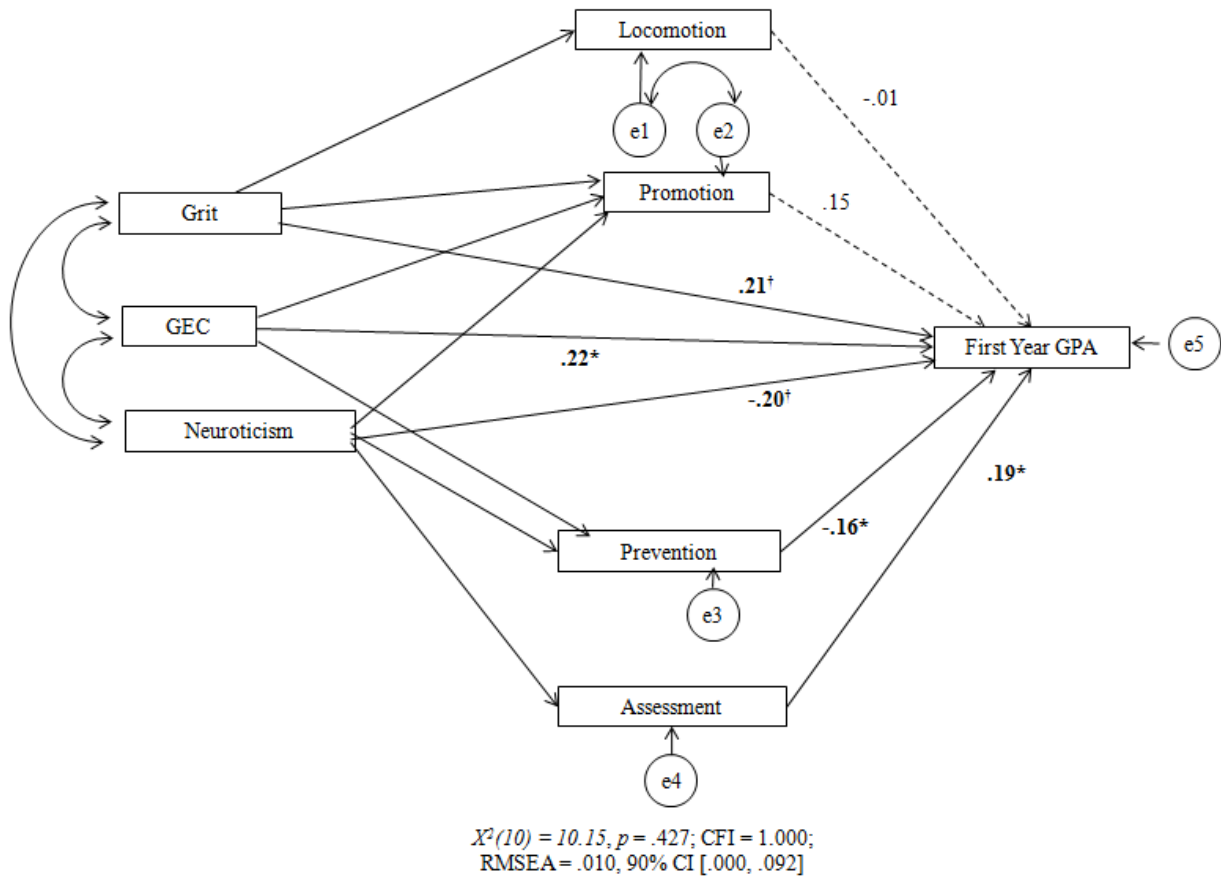 Locomotion
-.01
e1
e2
Promotion
.15
Grit
.21†
GEC
First Year GPA
e5
.22*
-.20†
Neuroticism
.19*
-.16*
Prevention
e3
Assessment
e4
X²(10) = 10.15, p = .427; CFI = 1.000;
RMSEA = .010, 90% CI [.000, .092]